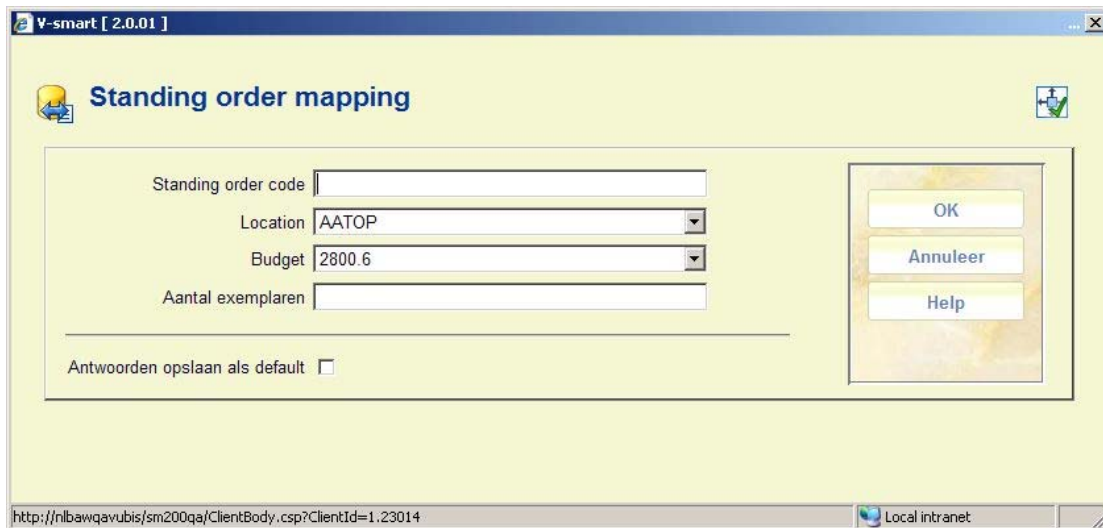 V-smart [ 2.0.01 ]
Standing order mapping
Standing order code
Location AATOP
Budget 2800.6
Aantal exemplaren
Antwoorden opslaan als default
OK
Annuleer
Help
http://nlbawqavubis/sm200qa/ClientBody.csp?ClientId=1.23014
Local intranet